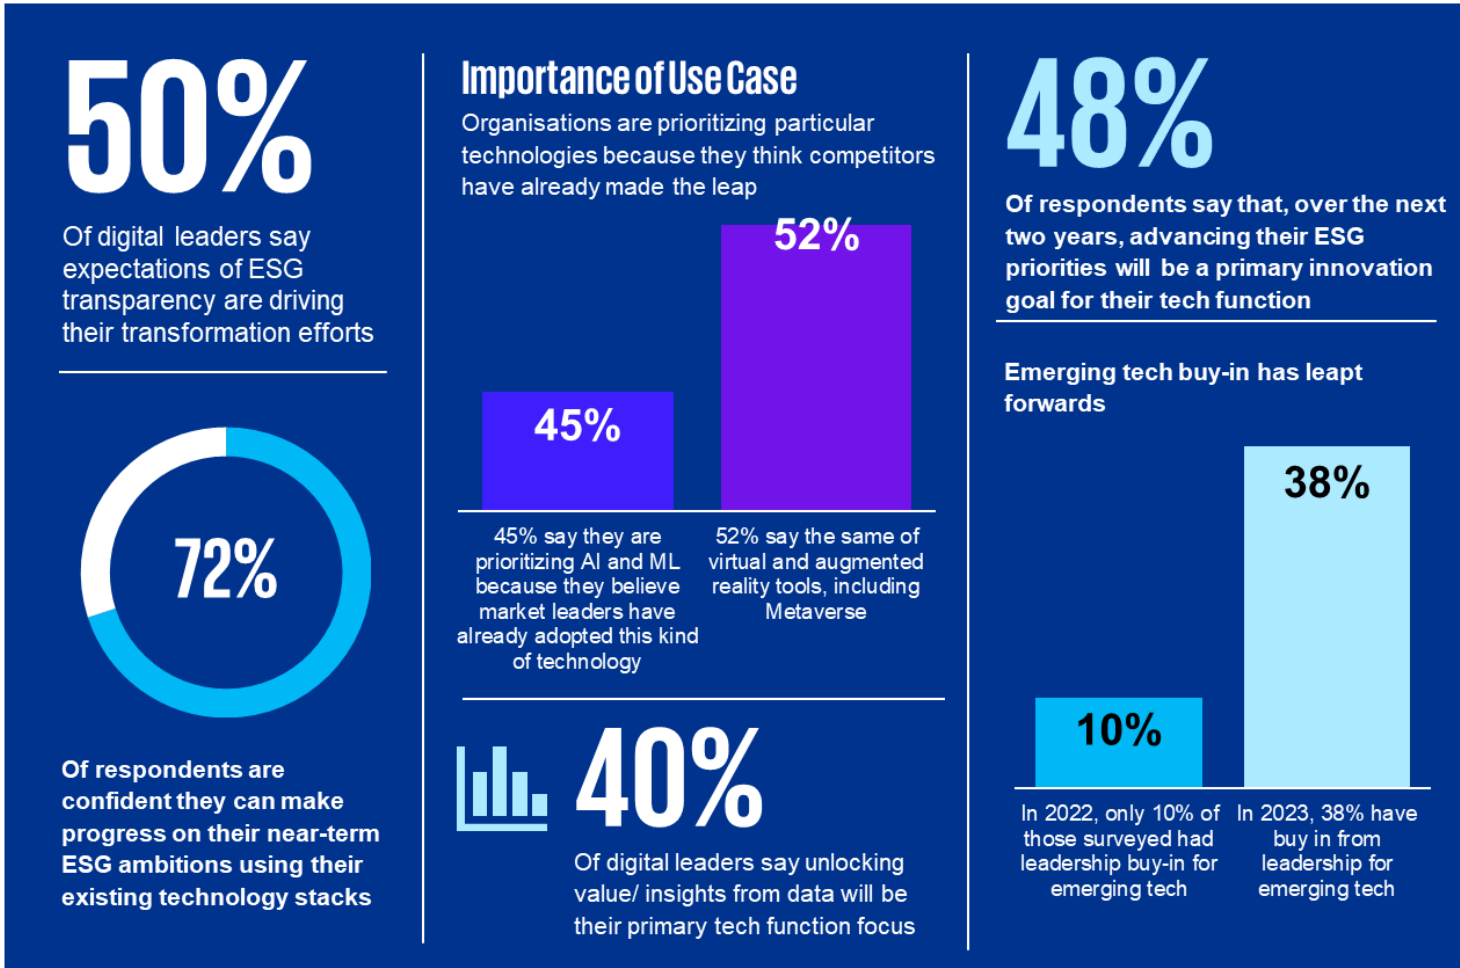 50%
Of digital leaders say
expectations of ESG
transparency are driving
their transformation efforts
72%
Of respondents are
confident they can make
progress on their near-term
ESG ambitions using their
existing technology stacks
Importance of Use Case
Organisations are prioritizing particular
technologies because they think competitors
have already made the leap
45%
52%
45% say they are
prioritizing AI and ML
because they believe
market leaders have
already adopted this kind
of technology
52% say the same of
virtual and augmented
reality tools, including
Metaverse
40%
Of digital leaders say unlocking
value/ insights from data will be
their primary tech function focus
48%
Of respondents say that, over the next
two years, advancing their ESG
priorities will be a primary innovation
goal for their tech function
Emerging tech buy-in has leapt
forwards
10%
38%
In 2022, only 10% of
those surveyed had
leadership buy-in for
emerging tech
In 2023, 38% have
buy in from
leadership for
emerging tech